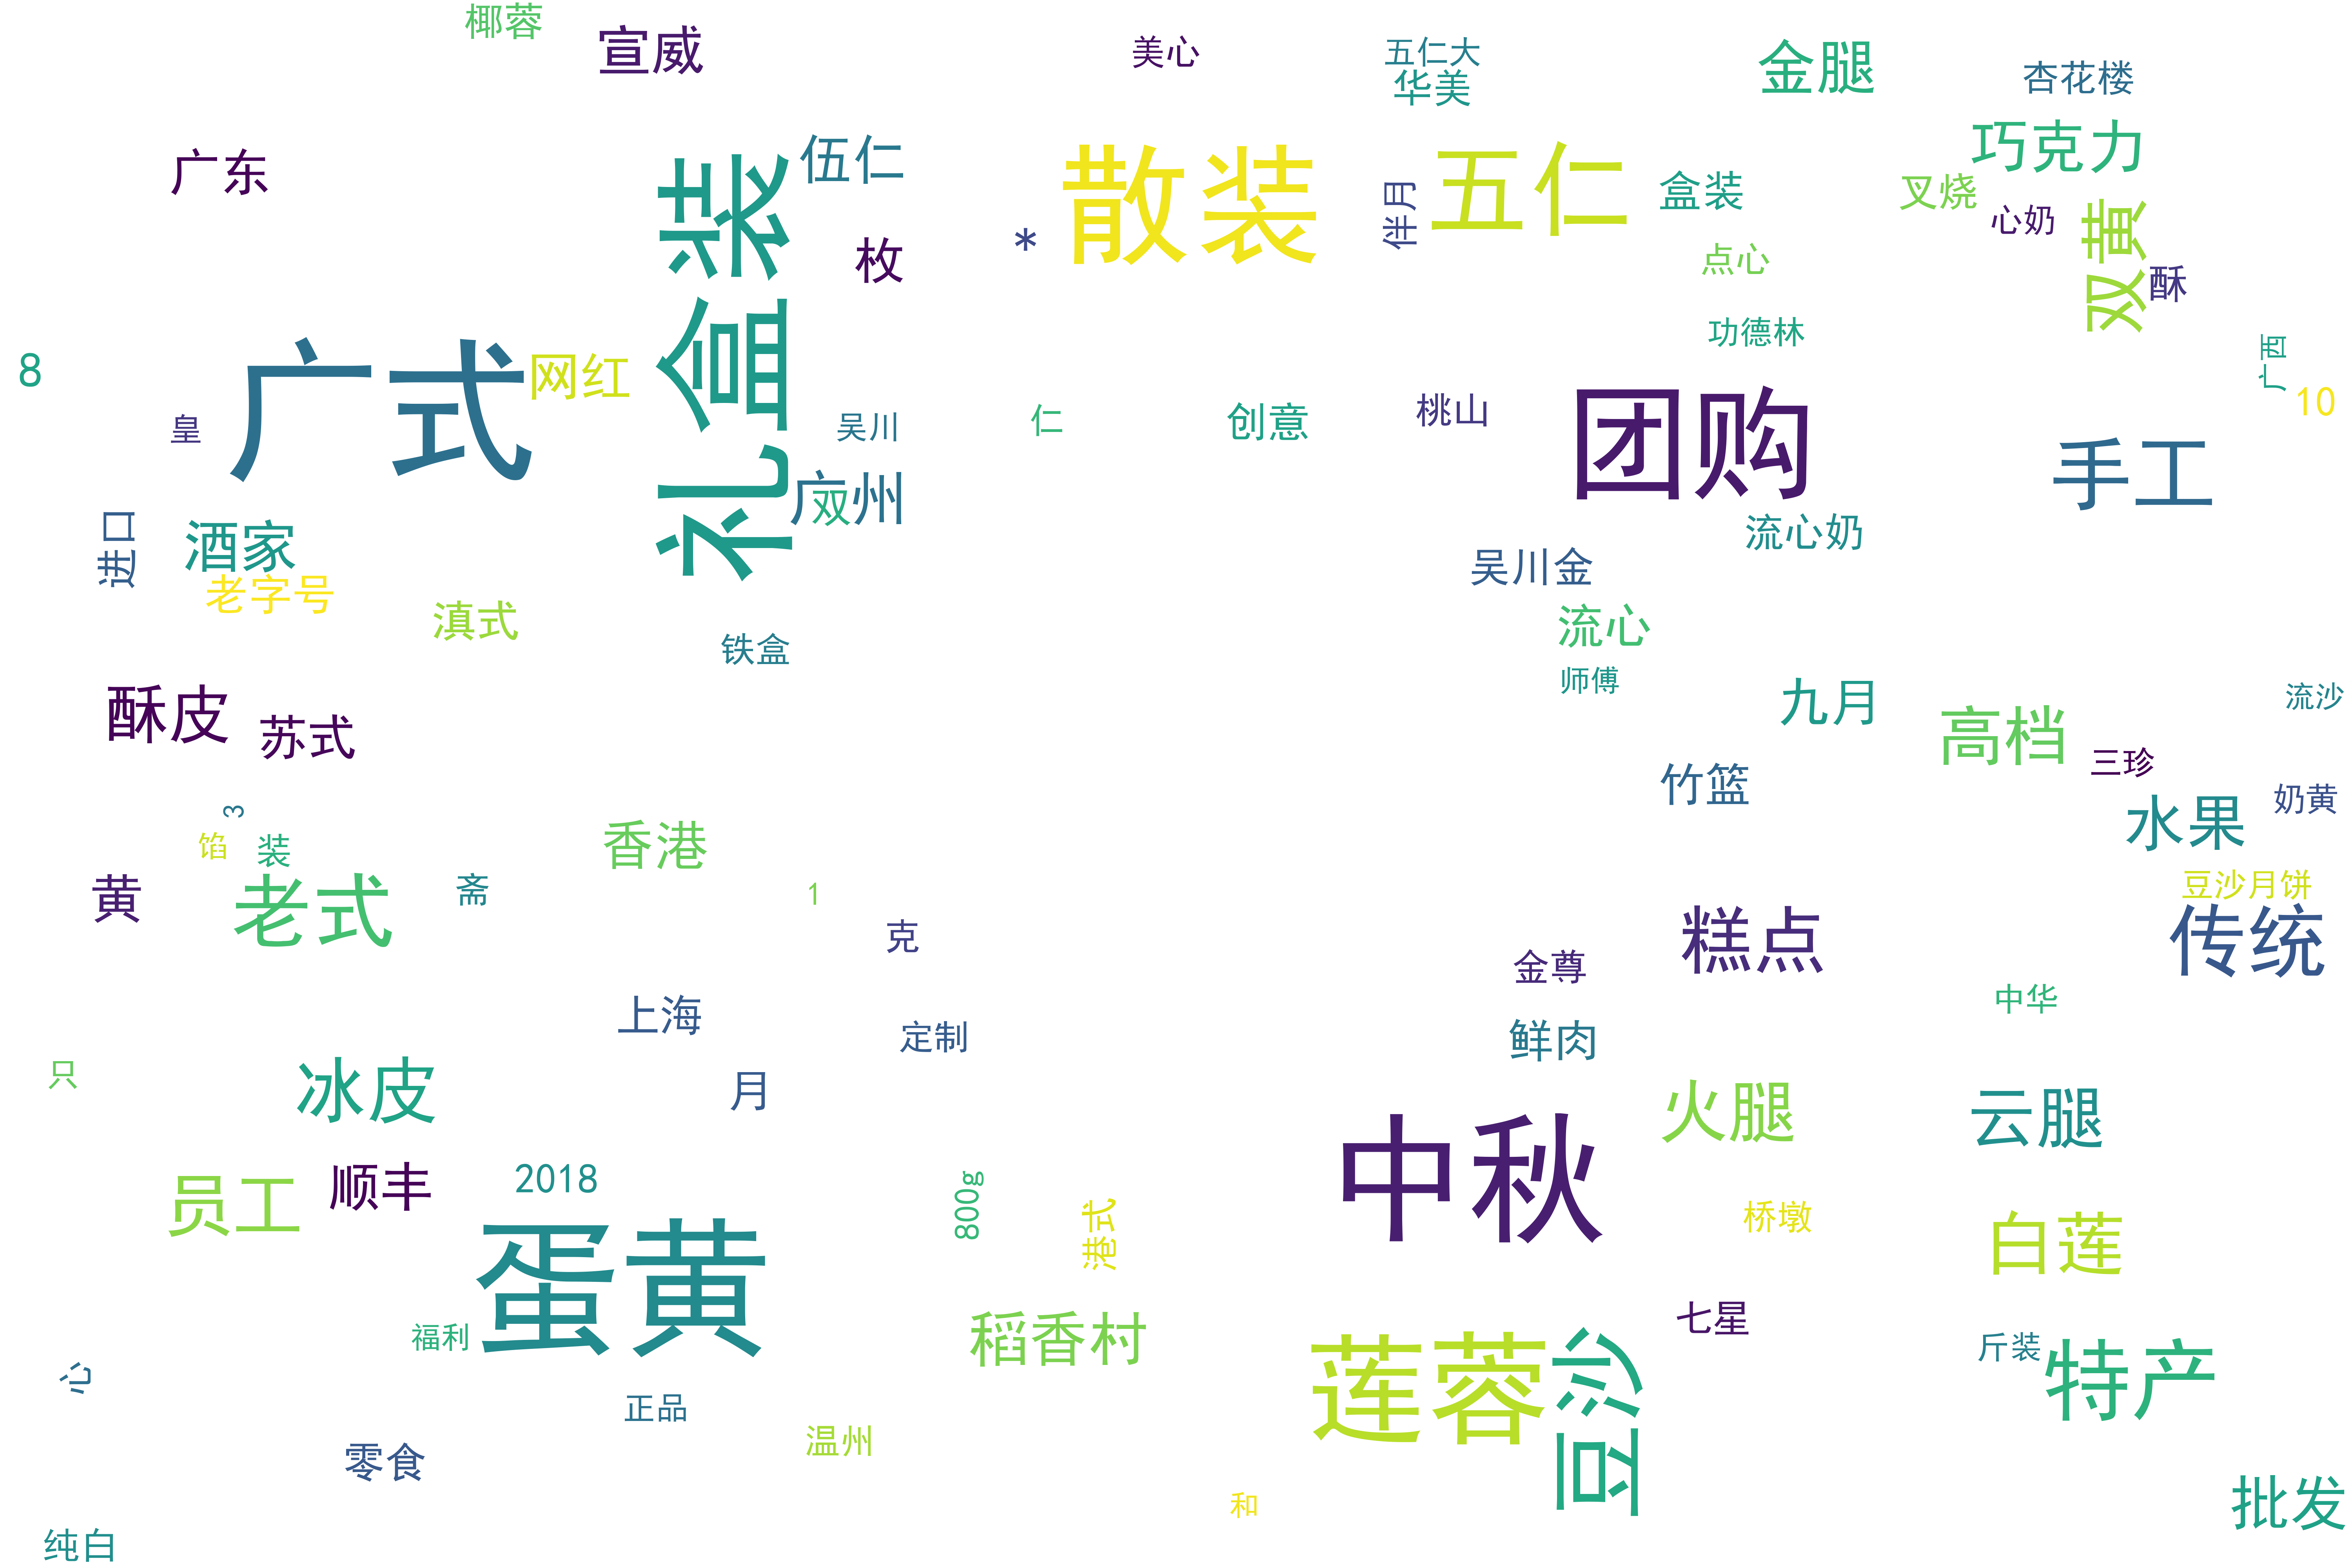 椰蓉
宣威
美心
五仁大
华美
金腿
杏花楼
广东
礼盒装
伍仁
枚
*
散装
伴月
五仁
盒装
巧克力
叉烧
心奶
双黄
酥
点心
功德林
广西
8
皇
广式
网红
吴川
广州
双
仁
创意
桃山
团购
手工
10
进口
酒家
老字号
滇式
铁盒
流心奶
吴川金
流心
师傅
酥皮
苏式
九月
高档
流沙
三珍
竹篮
水果
奶黄
3
馅
装
香港
黄
老式
斋
1
克
豆沙月饼
糕点
传统
金尊
中华
上海
定制
鲜肉
只
冰皮
月
火腿
云腿
中秋
员工
顺丰
2018
800g
港式
桥墩
白莲
蛋黄
福利
稻香村
莲蓉
豆沙
七星
斤装
特产
心
正品
温州
零食
和
批发
纯白